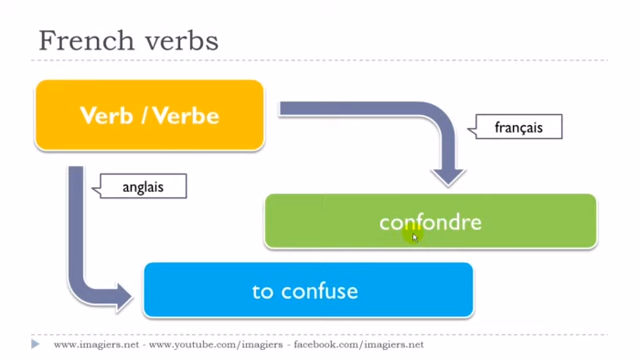 French verbs
Verb / Verbe
français
anglais
confondre
to confuse
www.imagiers.net - www.youtube.com/imagiers - facebook.com/imagiers.net